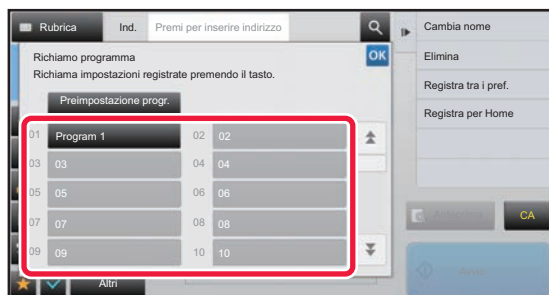 Rubrica
Ind.
Premi per inserire indirizzo
Cambia nome
Richiamo programma
OK
Elimina
Richiama impostazioni registrate premendo il tasto.
Registra tra i pref.
Preimpostazione progr.
Registra per Home
01 Program 1
02 02
03 03
04 04
05 05
06 06
07 07
08 08
CA
09 09
10 10
Altri